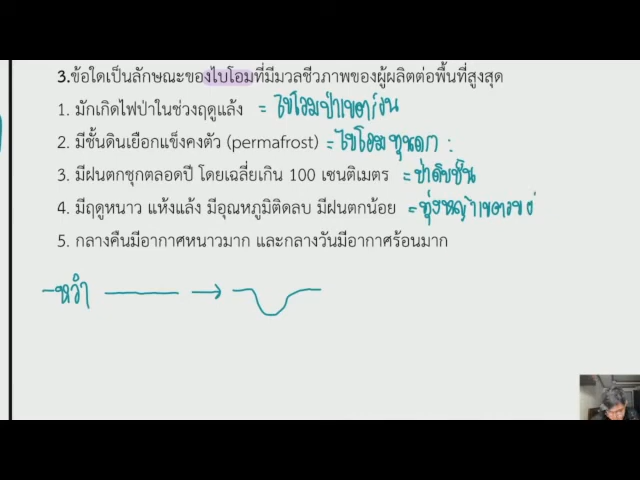 3.ข้อใดเป็นลักษณะของไบโอมที่มีมวลชีวภาพของผู้ผลิตต่อพื้นที่สูงสุด
1. มักเกิดไฟป่าในช่วงฤดูแล้ง = ไบโอมป่าเขตร้อน
2. มีชั้นดินเยือกแข็งคงตัว (permafrost) = ไบโอมทุนดรา :
3. มีฝนตกชุกตลอดปี โดยเฉลี่ยเกิน 100 เซนติเมตร = ป่าดิบชื้น
4. มีฤดูหนาว แห้งแล้ง มีอุณหภูมิติดลบ มีฝนตกน้อย = ทุ่งหญ้าเขตอบอ่
5. กลางคืนมีอากาศหนาวมาก และกลางวันมีอากาศร้อนมาก